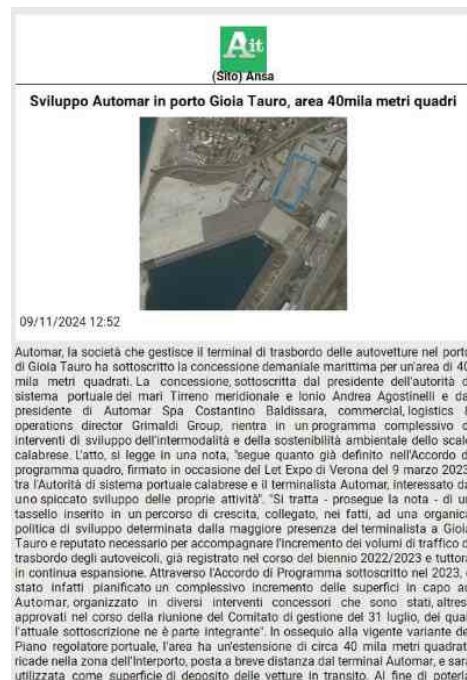 Ait
(Sito) Ansa
Sviluppo Automar in porto Gioia Tauro, area 40mila metri quadri
09/11/2024 12:52
Automar, la società che gestisce il terminal di trasbordo delle autovetture nel porto
di Gioia Tauro ha sottoscritto la concessione demaniale marittima per un'area di 40
mila metri quadrati. La concessione, sottoscritta dal presidente dell'autorità d
sistema portuale dei mari Tirreno meridionale e Ionio Andrea Agostinelli e da
presidente di Automar Spa Costantino Baldissara, commercial, logistics
operations director Grimaldi Group, rientra in un programma complessivo d
interventi di sviluppo dell'intermodalità e della sostenibilità ambientale dello scalo
calabrese. L'atto, si legge in una nota, "segue quanto già definito nell'Accordo d
programma quadro, firmato in occasione del Let Expo di Verona del 9 marzo 2023
tra l'Autorità di sistema portuale calabrese e il terminalista Automar, interessato da
uno spiccato sviluppo delle proprie attività". "Si tratta - prosegue la nota - di un
tassello inserito in un percorso di crescita, collegato, nei fatti, ad una organica
politica di sviluppo determinata dalla maggiore presenza del terminalista a Gioia
Tauro e reputato necessario per accompagnare l'incremento dei volumi di traffico d
trasbordo degli autoveicoli, già registrato nel corso del biennio 2022/2023 e tuttora
in continua espansione. Attraverso l'Accordo di Programma sottoscritto nel 2023,
stato infatti pianificato un complessivo incremento delle superfici in capo ad
Automar, organizzato in diversi interventi concessori che sono stati, altresì
approvati nel corso della riunione del Comitato di gestione del 31 luglio, dei quali
l'attuale sottoscrizione ne è parte integrante". In ossequio alla vigente variante del
Piano regolatore portuale, l'area ha un'estensione di circa 40 mila metri quadrati
ricade nella zona dell'Interporto, posta a breve distanza dal terminal Automar, e sarà
utilizzata come superficie di deposito delle vetture in transito. Al fine di poterla